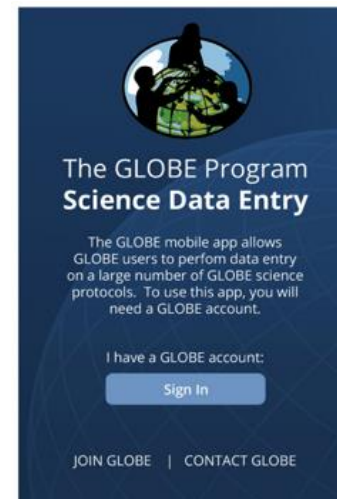 The GLOBE Program
Science Data Entry
The GLOBE mobile app allows
GLOBE users to perfom data entry
on a large number of GLOBE science
protocols. To use this app, you will
need a GLOBE account.
I have a GLOBE account:
Sign In
JOIN GLOBE | CONTACT GLOBE